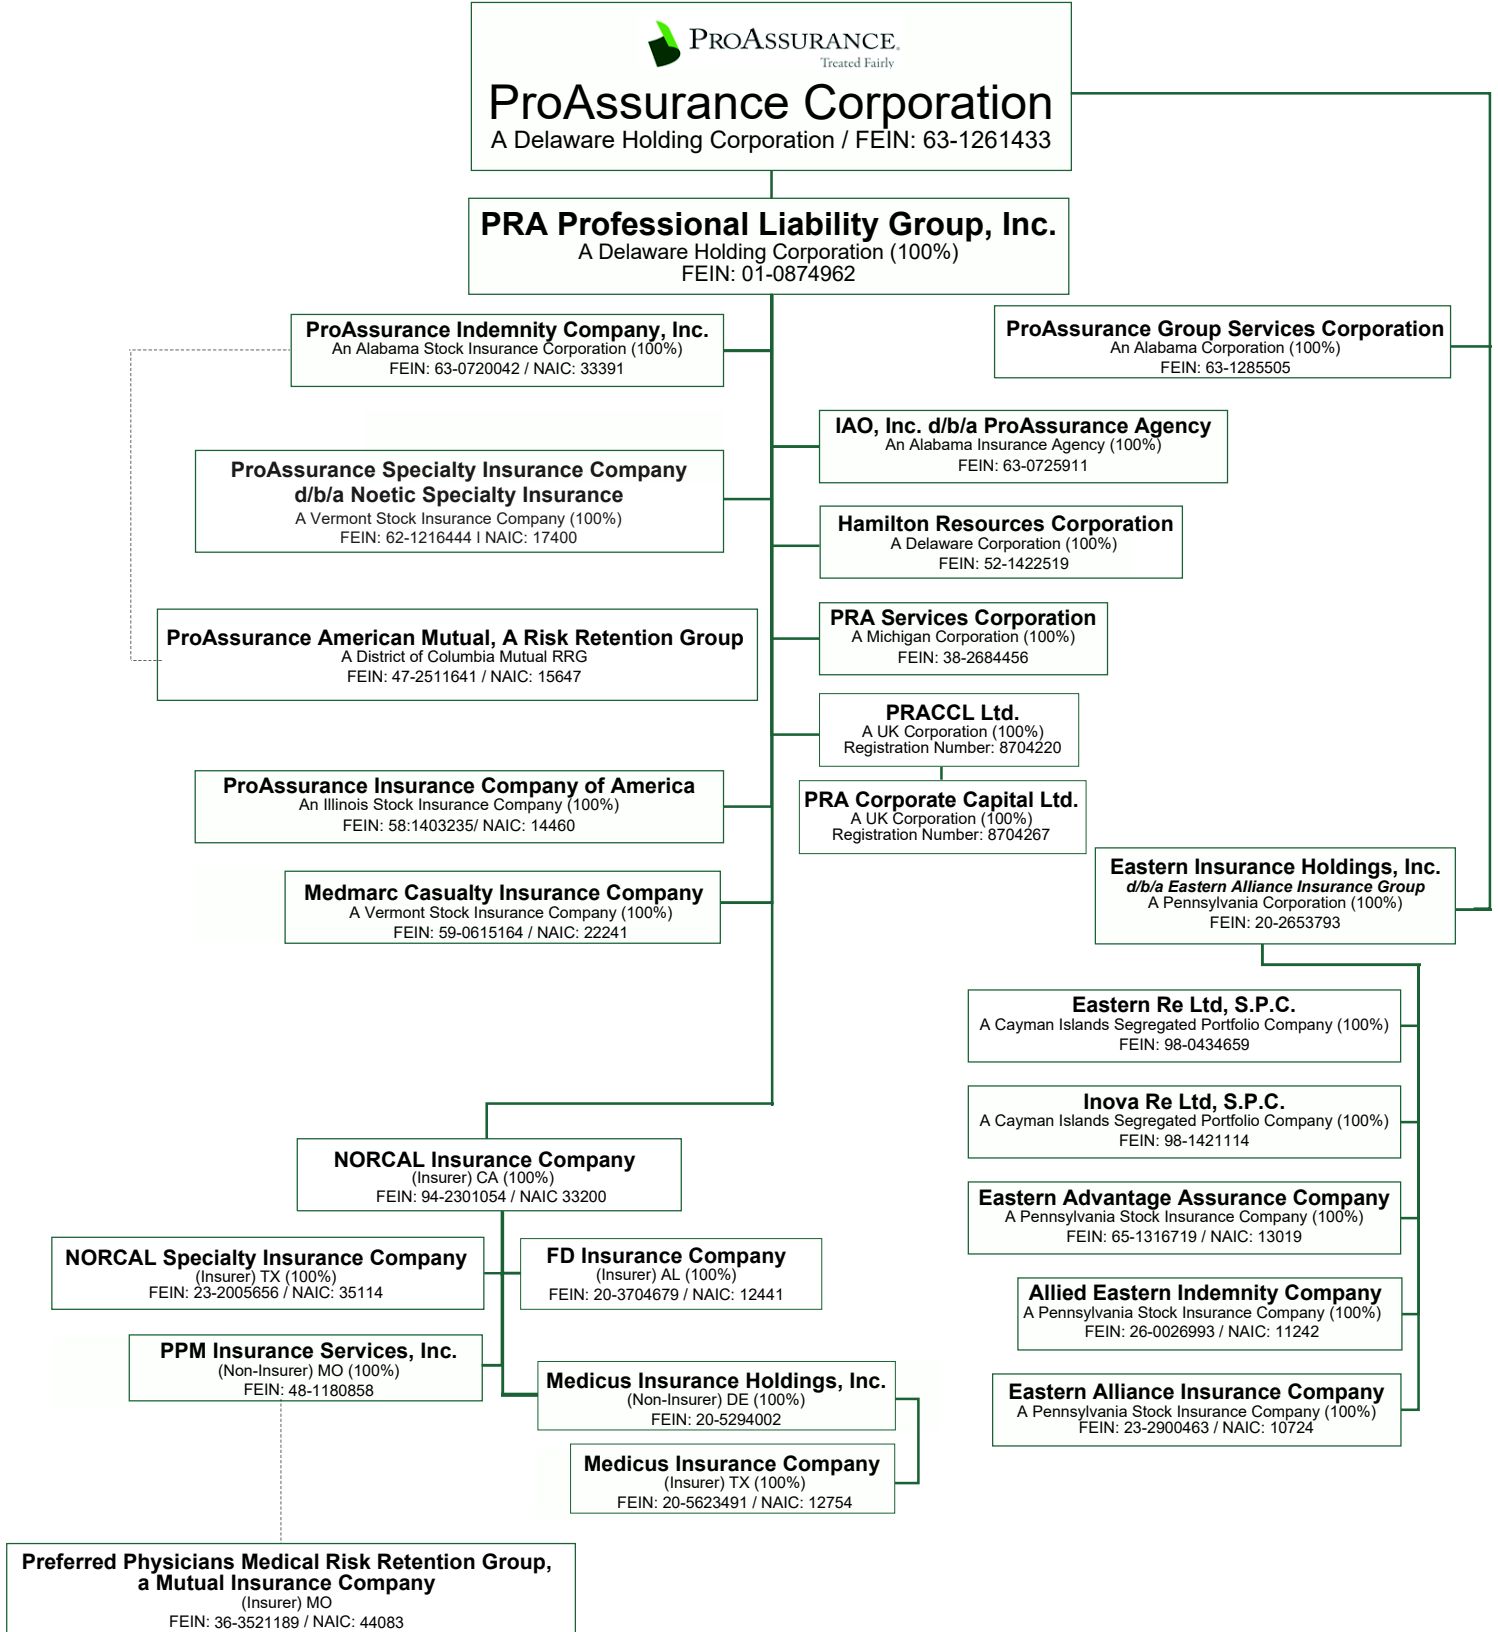 PROASSURANCE.
Treated Fairly
ProAssurance Corporation
A Delaware Holding Corporation / FEIN: 63-1261433
PRA Professional Liability Group, Inc.
A Delaware Holding Corporation (100%)
FEIN: 01-0874962
ProAssurance Indemnity Company, Inc.
An Alabama Stock Insurance Corporation (100%)
FEIN: 63-0720042 / NAIC: 33391
ProAssurance Group Services Corporation
An Alabama Corporation (100%)
FEIN: 63-1285505
IAO, Inc. d/b/a ProAssurance Agency
An Alabama Insurance Agency (100%)
FEIN: 63-0725911
ProAssurance Specialty Insurance Company
d/b/a Noetic Specialty Insurance
A Vermont Stock Insurance Company (100%)
FEIN: 62-1216444 I NAIC: 17400
Hamilton Resources Corporation
A Delaware Corporation (100%)
FEIN: 52-1422519
ProAssurance American Mutual, A Risk Retention Group
A District of Columbia Mutual RRG
FEIN: 47-2511641 / NAIC: 15647
PRA Services Corporation
A Michigan Corporation (100%)
FEIN: 38-2684456
PRACCL Ltd.
A UK Corporation (100%)
Registration Number: 8704220
ProAssurance Insurance Company of America
An Illinois Stock Insurance Company (100%)
FEIN: 58:1403235/ NAIC: 14460
PRA Corporate Capital Ltd.
A UK Corporation (100%)
Registration Number: 8704267
Medmarc Casualty Insurance Company
A Vermont Stock Insurance Company (100%)
FEIN: 59-0615164 / NAIC: 22241
Eastern Insurance Holdings, Inc.
d/b/a Eastern Alliance Insurance Group
A Pennsylvania Corporation (100%)
FEIN: 20-2653793
Eastern Re Ltd, S.P.C.
A Cayman Islands Segregated Portfolio Company (100%)
FEIN: 98-0434659
Inova Re Ltd, S.P.C.
A Cayman Islands Segregated Portfolio Company (100%)
FEIN: 98-1421114
Eastern Advantage Assurance Company
A Pennsylvania Stock Insurance Company (100%)
FEIN: 65-1316719 / NAIC: 13019
Allied Eastern Indemnity Company
A Pennsylvania Stock Insurance Company (100%)
FEIN: 26-0026993 / NAIC: 11242
Eastern Alliance Insurance Company
A Pennsylvania Stock Insurance Company (100%)
FEIN: 23-2900463 / NAIC: 10724
NORCAL Insurance Company
(Insurer) CA (100%)
FEIN: 94-2301054 / NAIC 33200
NORCAL Specialty Insurance Company
(Insurer) TX (100%)
FEIN: 23-2005656 / NAIC: 35114
FD Insurance Company
(Insurer) AL (100%)
FEIN: 20-3704679 / NAIC: 12441
PPM Insurance Services, Inc.
(Non-Insurer) MO (100%)
FEIN: 48-1180858
Medicus Insurance Holdings, Inc.
(Non-Insurer) DE (100%)
FEIN: 20-5294002
Medicus Insurance Company
(Insurer) TX (100%)
FEIN: 20-5623491 / NAIC: 12754
Preferred Physicians Medical Risk Retention Group,
a Mutual Insurance Company
(Insurer) MO
FEIN: 36-3521189 / NAIC: 44083